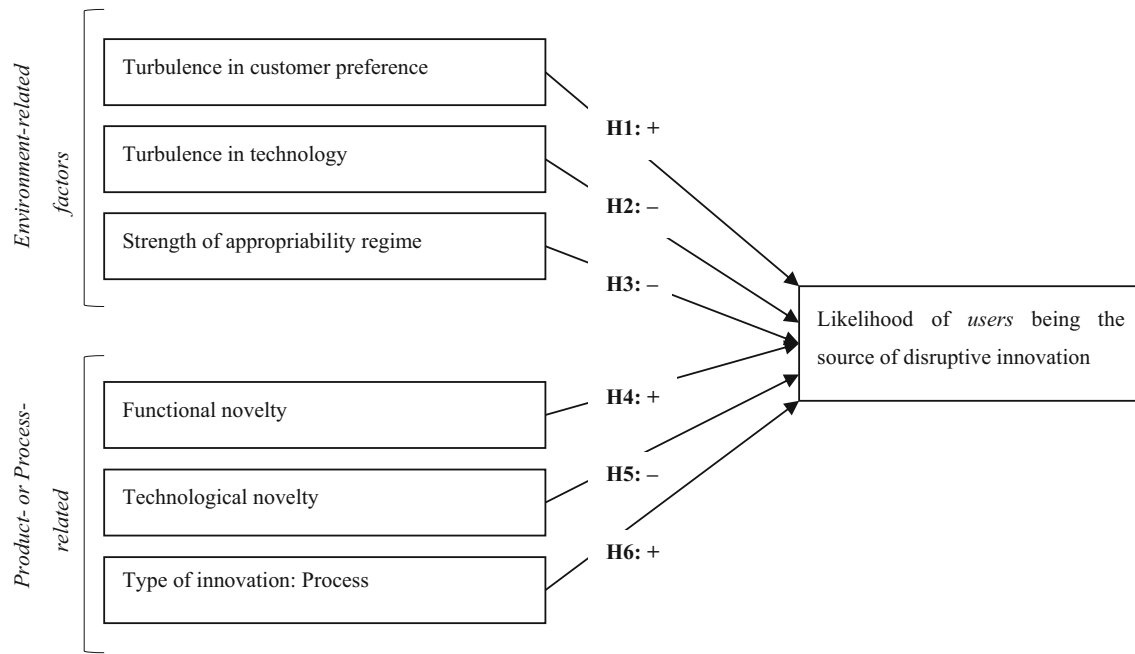 Environment-related
factors
Turbulence in customer preference
Turbulence in technology
Strength of appropriability regime
Product- or Process-
related
Functional novelty
Technological novelty
Type of innovation: Process
H1: +
H2: –
H3: –
H4: +
H5: –
H6: +
Likelihood of users being the
source of disruptive innovation